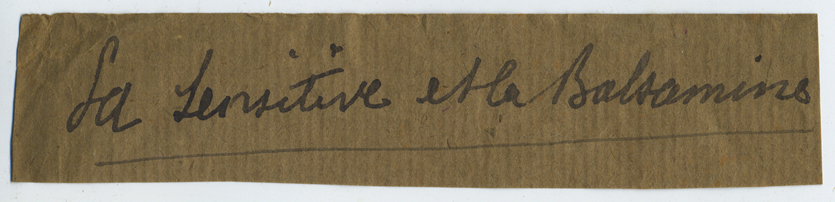 La Sensitive et la Balsamine